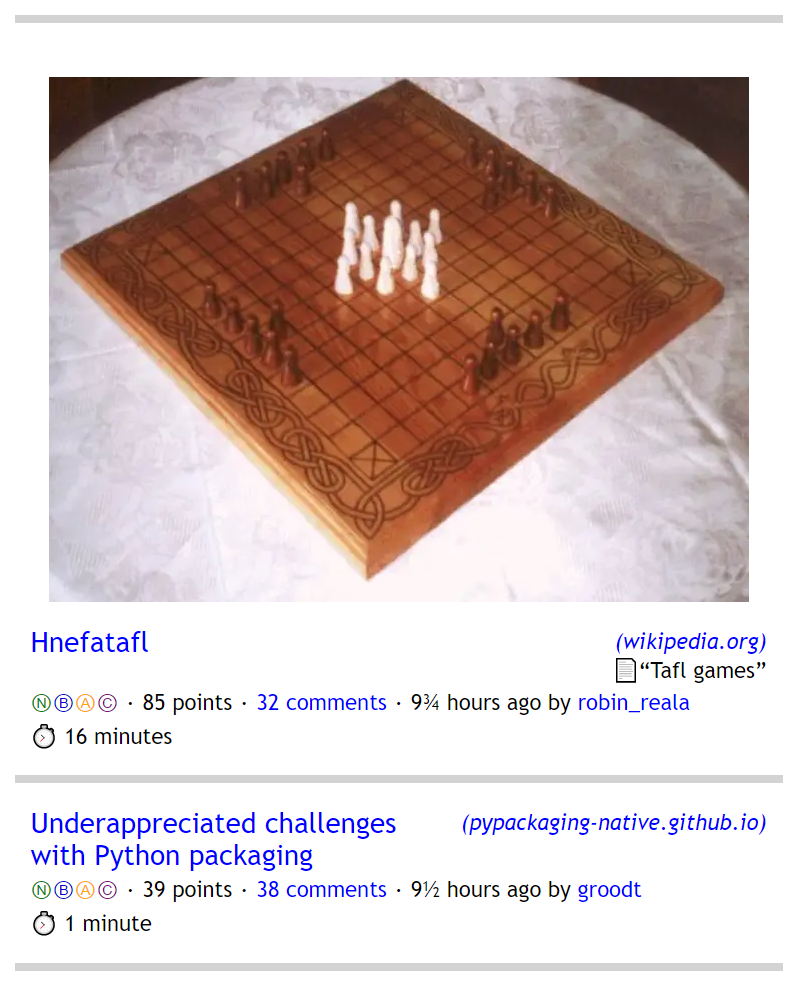 Hnefatafl (wikipedia.org)
“Tafl games”
Ⓝ Ⓑ Ⓐ Ⓒ · 85 points · 32 comments · 9¾ hours ago by robin_reala
16 minutes
Underappreciated challenges (pypackaging-native.github.io)
with Python packaging
Ⓝ Ⓑ Ⓐ Ⓒ · 39 points · 38 comments · 9½ hours ago by groodt
1 minute